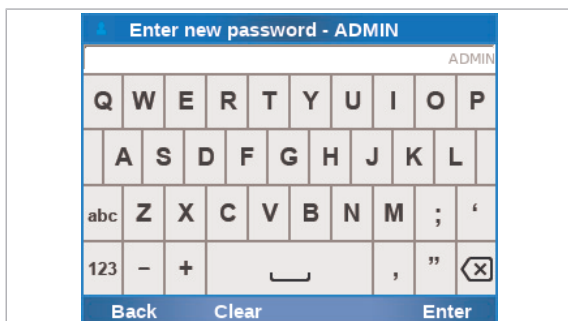 Enter new password - ADMIN
ADMIN
Q W E R T Y U I O P
A S D F G H J K L
abc Z X C V B N M ; ‘
123 – + , ”
Back Clear Enter